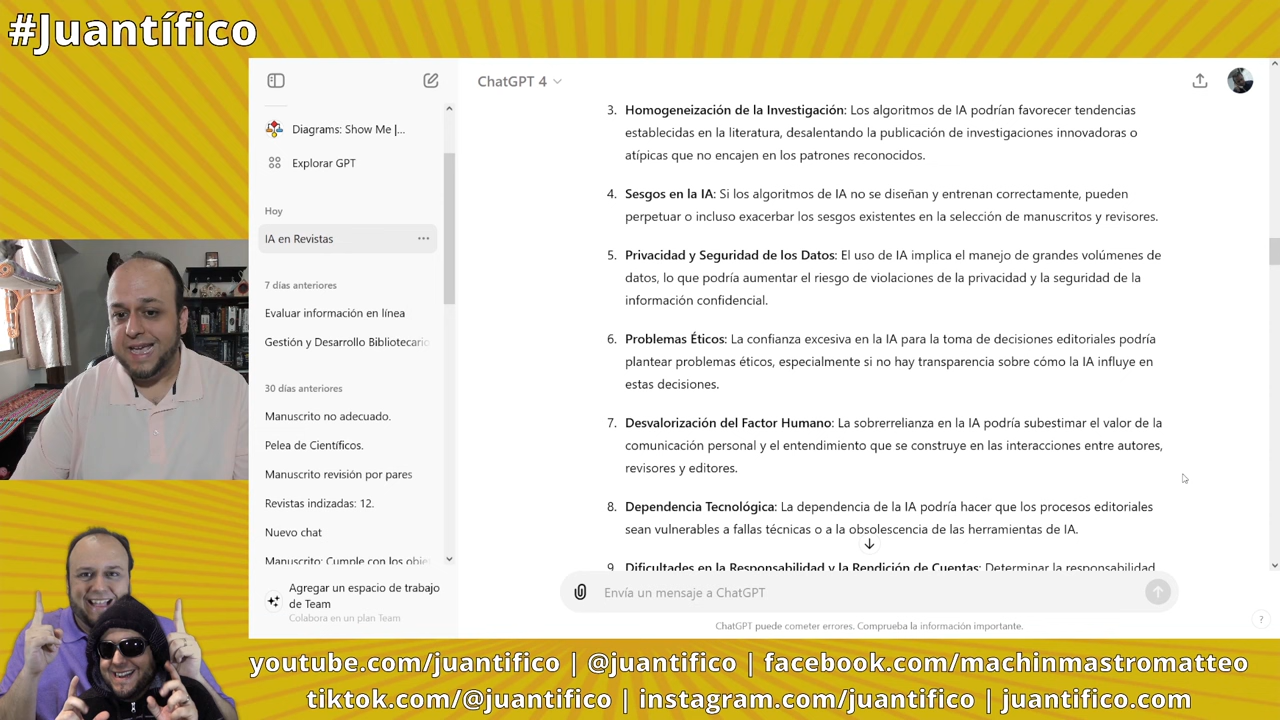 #Juantífico
ChatGPT 4
Diagrams: Show Me |...
Explorar GPT
Hoy
IA en Revistas
7 días anteriores
Evaluar información en línea
Gestión y Desarrollo Bibliotecario
30 días anteriores
Manuscrito no adecuado.
Pelea de Científicos.
Manuscrito revisión por pares
Revistas indizadas: 12.
Nuevo chat
Manuscrito: Cumple con los obje
Agregar un espacio de trabajo
de Team
Colabora en un plan Team
3. Homogeneización de la Investigación: Los algoritmos de IA podrían favorecer tendencias
establecidas en la literatura, desalentando la publicación de investigaciones innovadoras o
atípicas que no encajen en los patrones reconocidos.
4. Sesgos en la IA: Si los algoritmos de IA no se diseñan y entrenan correctamente, pueden
perpetuar o incluso exacerbar los sesgos existentes en la selección de manuscritos y revisores.
5. Privacidad y Seguridad de los Datos: El uso de IA implica el manejo de grandes volúmenes de
datos, lo que podría aumentar el riesgo de violaciones de la privacidad y la seguridad de la
información confidencial.
6. Problemas Éticos: La confianza excesiva en la IA para la toma de decisiones editoriales podría
plantear problemas éticos, especialmente si no hay transparencia sobre cómo la IA influye en
estas decisiones.
7. Desvalorización del Factor Humano: La sobrerrelianza en la IA podría subestimar el valor de la
comunicación personal y el entendimiento que se construye en las interacciones entre autores,
revisores y editores.
8. Dependencia Tecnológica: La dependencia de la IA podría hacer que los procesos editoriales
sean vulnerables a fallas técnicas o a la obsolescencia de las herramientas de IA.
9. Dificultades en la Responsabilidad y la Rendición de Cuentas: Determinar la responsabilidad
Envía un mensaje a ChatGPT
ChatGPT puede cometer errores. Comprueba la información importante.
?
youtube.com/juantifico | @juantifico | facebook.com/machinmastromatteo
tiktok.com/@juantifico | instagram.com/juantifico | juantifico.com